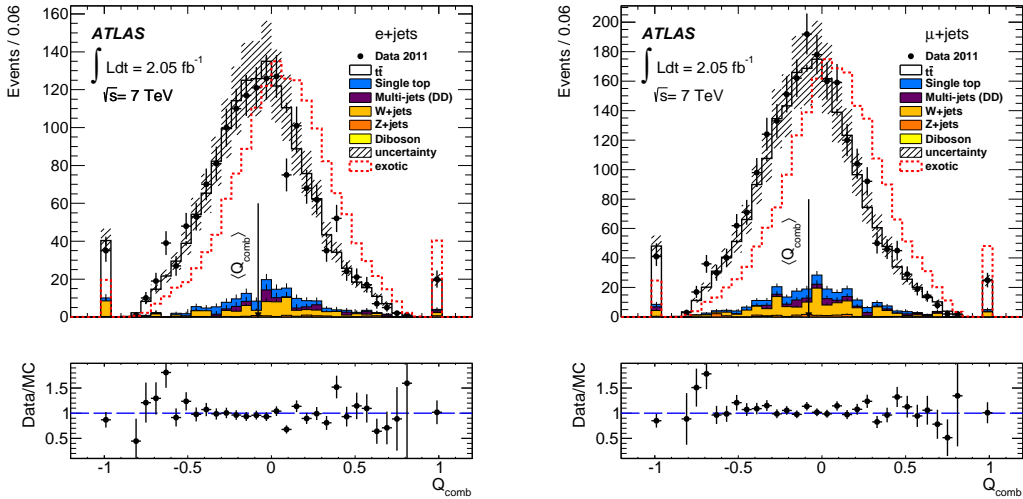 Events / 0.06
160
140
120
100
80
60
40
20
0
ATLAS
∫ Ldt = 2.05 fb⁻¹
√s= 7 TeV
e+jets
Data 2011
tt̄
Single top
Multi-jets (DD)
W+jets
Z+jets
Diboson
uncertainty
exotic
⟨Q_comb⟩
Data/MC
1.5
1
0.5
-1 -0.5 0 0.5 1
Q_comb
Events / 0.06
200
180
160
140
120
100
80
60
40
20
0
ATLAS
∫ Ldt = 2.05 fb⁻¹
√s= 7 TeV
μ+jets
Data 2011
tt̄
Single top
Multi-jets (DD)
W+jets
Z+jets
Diboson
uncertainty
exotic
⟨Q_comb⟩
Data/MC
1.5
1
0.5
-1 -0.5 0 0.5 1
Q_comb